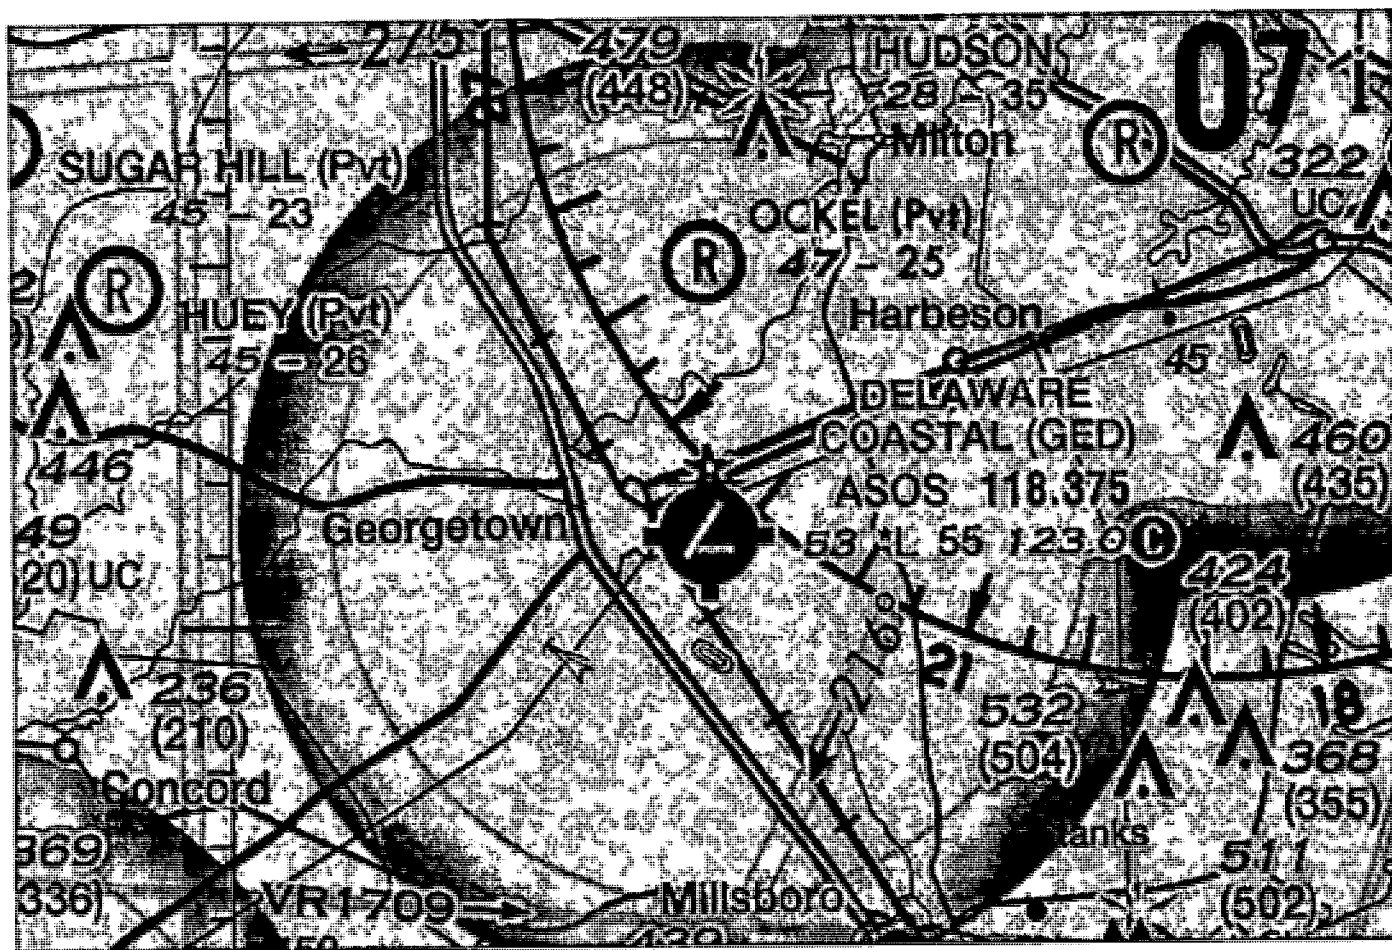 275
479
(448)
HUDSON
28 - 35
07
Milton
R
322
UC
SUGAR HILL (Pvt)
45 - 23
OCKEL (Pvt)
R
47 - 25
R
HUEY (Pvt)
45 - 26
Harbeson
45
DELAWARE
COASTAL (GED)
446
460
(435)
ASOS 118.375
Georgetown
53 *L 55 123.0 C
49
20) UC
424
(402)
216°
21
236
(210)
532
(504)
18
368
(355)
Concord
Tanks
369)
336)
511
(502)
VR1709
Millsboro
439